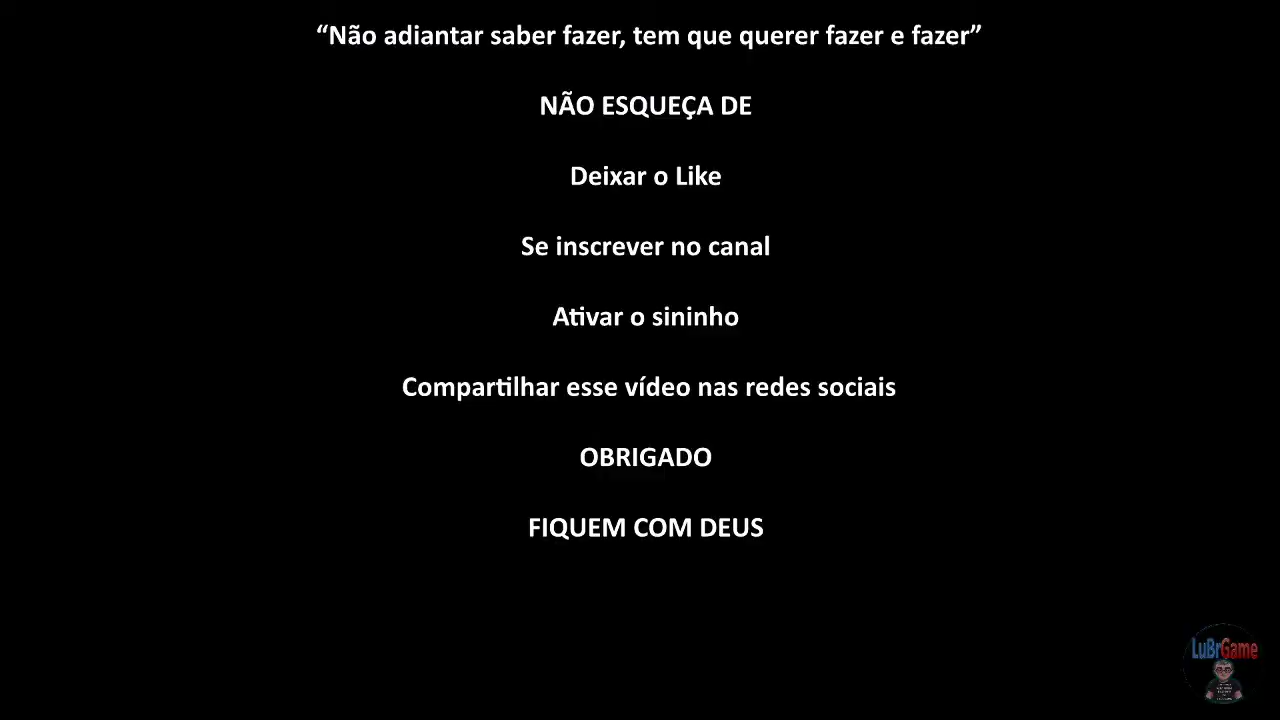 “Não adiantar saber fazer, tem que querer fazer e fazer”
NÃO ESQUEÇA DE
Deixar o Like
Se inscrever no canal
Ativar o sininho
Compartilhar esse vídeo nas redes sociais
OBRIGADO
FIQUEM COM DEUS
LuBrGame